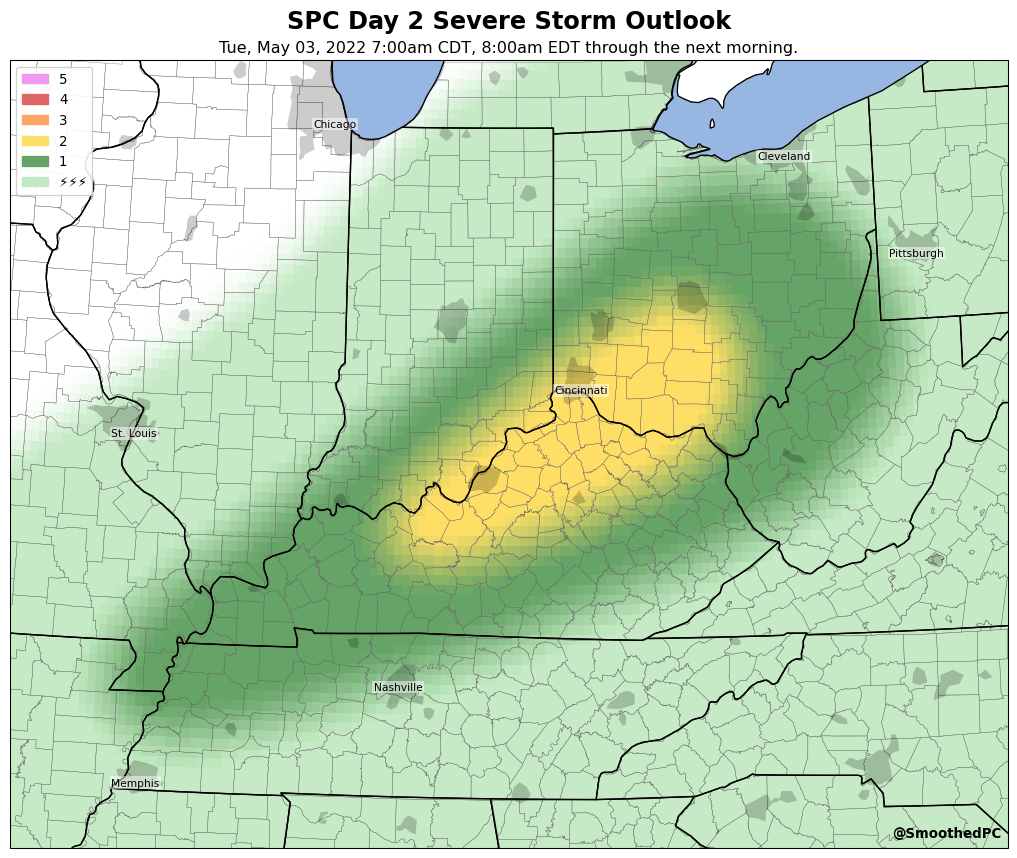 SPC Day 2 Severe Storm Outlook
Tue, May 03, 2022 7:00am CDT, 8:00am EDT through the next morning.
5
4
3
2
1
⚡⚡⚡
Chicago
Cleveland
Pittsburgh
Cincinnati
St. Louis
Nashville
Memphis
@SmoothedPC